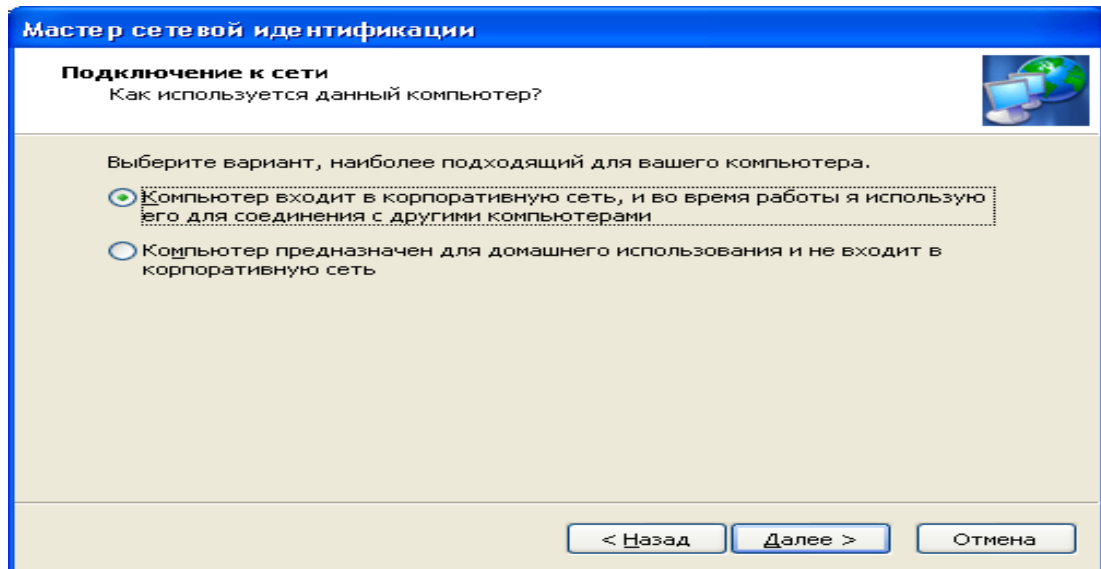 Мастер сетевой идентификации
Подключение к сети
Как используется данный компьютер?
Выберите вариант, наиболее подходящий для вашего компьютера.
Компьютер входит в корпоративную сеть, и во время работы я использую
его для соединения с другими компьютерами
Компьютер предназначен для домашнего использования и не входит в
корпоративную сеть
< Назад Далее > Отмена